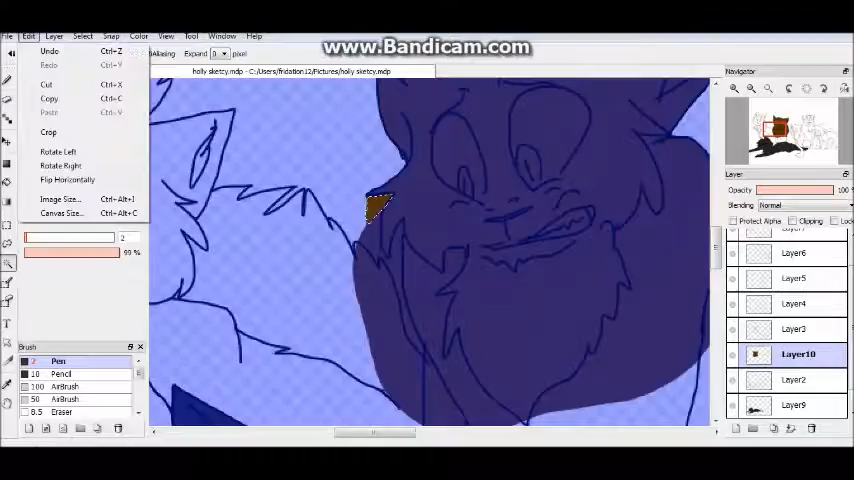 www.Bandicam.com
File Edit Layer Select Snap Color View Tool Window Help
Aliasing Expand 0 pixel
holly sketcy.mdp - C:/Users/fridation12/Pictures/holly sketcy.mdp
Undo Ctrl+Z
Redo Ctrl+Y
Cut Ctrl+X
Copy Ctrl+C
Paste Ctrl+V
Crop
Rotate Left
Rotate Right
Flip Horizontally
Image Size... Ctrl+Alt+I
Canvas Size... Ctrl+Alt+C
2
99 %
Brush
2 Pen
10 Pencil
100 AirBrush
50 AirBrush
8.5 Eraser
Navigator
Layer
Opacity 100 %
Blending Normal
Protect Alpha Clipping Lock
Layer7
Layer6
Layer5
Layer4
Layer3
Layer10
Layer2
Layer9